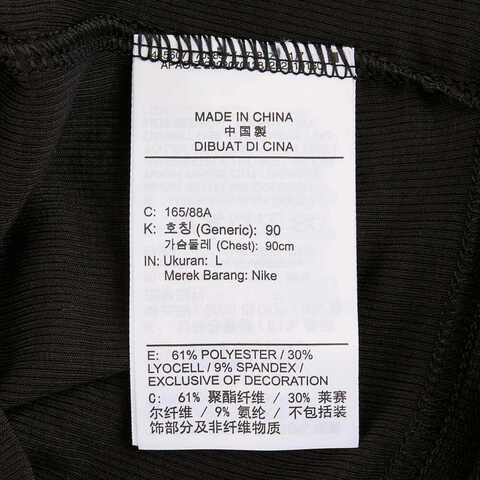 MADE IN CHINA
中 国 製
DIBUAT DI CINA
C: 165/88A
K: 호칭 (Generic): 90
가슴둘레 (Chest): 90cm
IN: Ukuran: L
Merek Barang: Nike
E: 61% POLYESTER / 30%
LYOCELL / 9% SPANDEX /
EXCLUSIVE OF DECORATION
C: 61% 聚酯纤维 / 30% 莱赛
尔纤维 / 9% 氨纶 / 不包括装
饰部分及非纤维物质